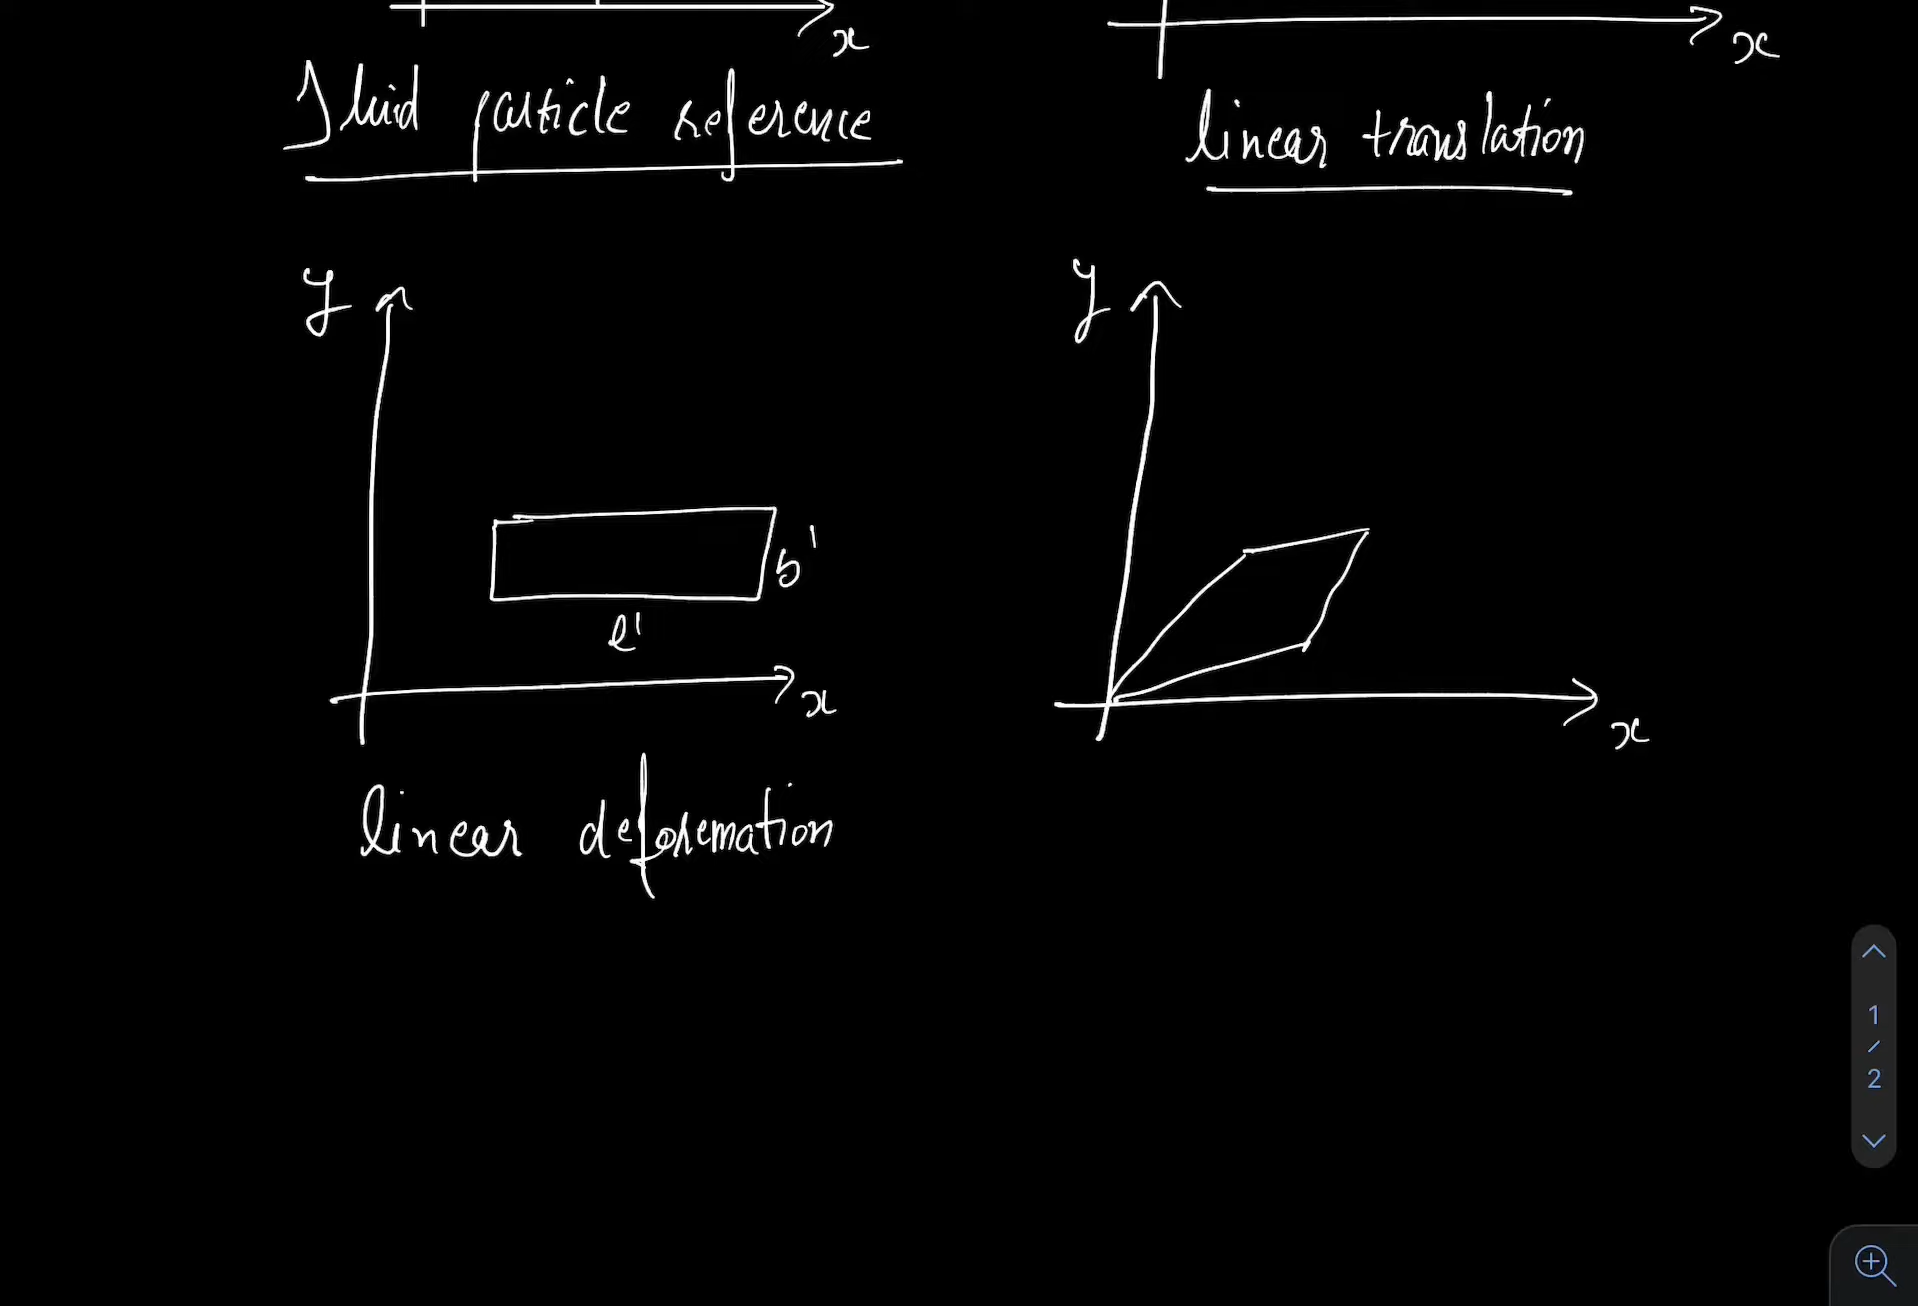 x
x
Fluid particle reference
linear translation
y
y
b'
l'
x
x
linear deformation
1
/
2